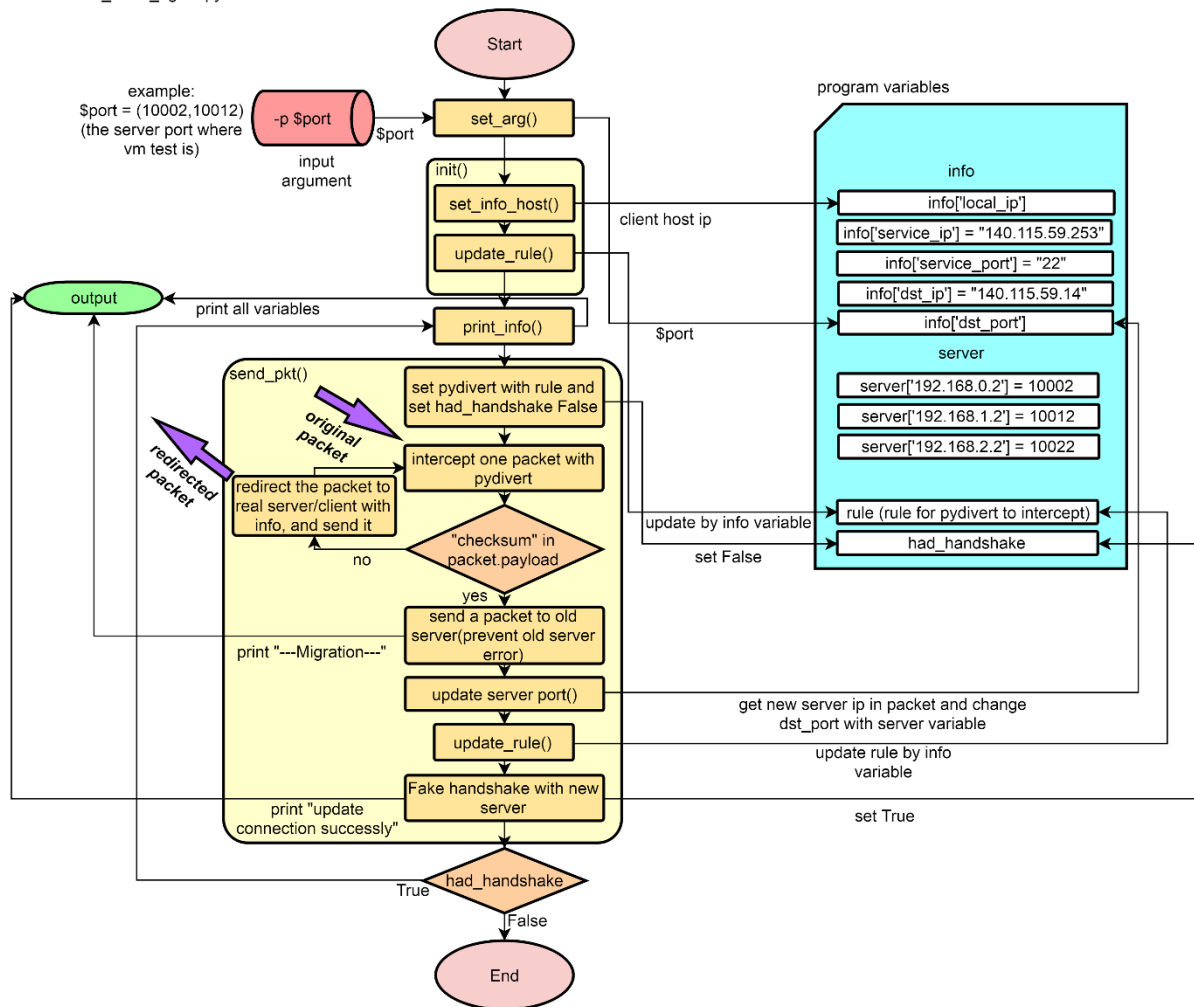 Start
example:
$port = (10002,10012)
(the server port where
vm test is)
-p $port
$port
input
argument
set_arg()
program variables
init()
set_info_host()
client host ip
update_rule()
info
info['local_ip']
info['service_ip'] = "140.115.59.253"
info['service_port'] = "22"
info['dst_ip'] = "140.115.59.14"
info['dst_port']
output
print all variables
print_info()
$port
server
server['192.168.0.2'] = 10002
server['192.168.1.2'] = 10012
server['192.168.2.2'] = 10022
send_pkt()
set pydivert with rule and
set had_handshake False
original
packet
redirected
packet
intercept one packet with
pydivert
redirect the packet to
real server/client with
info, and send it
"checksum" in
packet.payload
no
yes
update by info variable
rule (rule for pydivert to intercept)
set False
had_handshake
send a packet to old
server(prevent old server
error)
print "---Migration---"
update server port()
get new server ip in packet and change
dst_port with server variable
update_rule()
update rule by info
variable
Fake handshake with new
server
print "update
connection successly"
set True
had_handshake
True
False
End